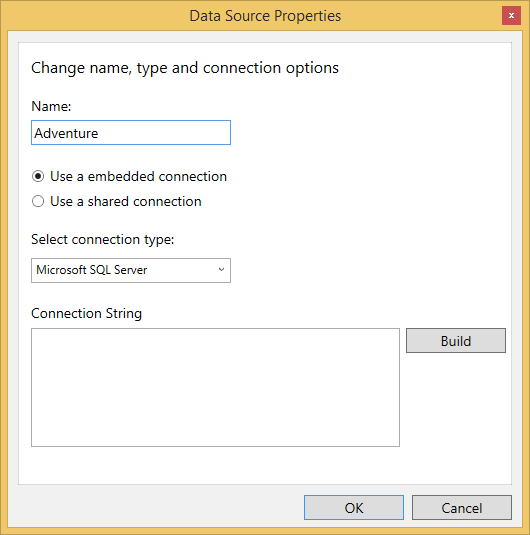 Data Source Properties
Change name, type and connection options
Name:
Adventure
Use a embedded connection
Use a shared connection
Select connection type:
Microsoft SQL Server
Connection String
Build
OK
Cancel